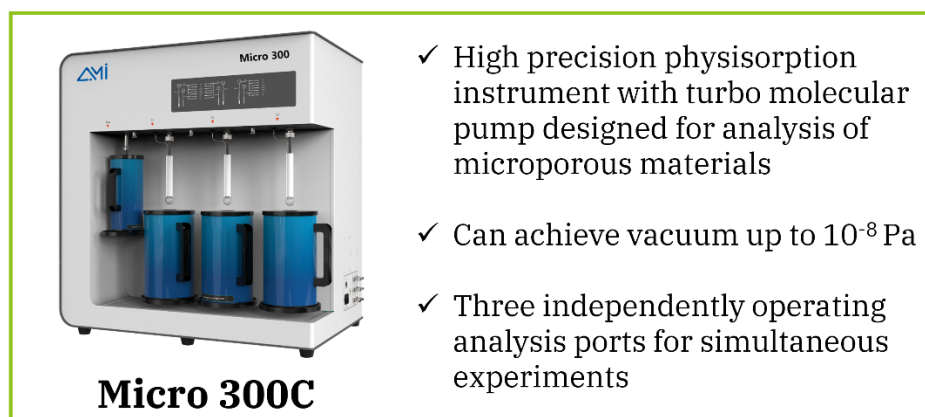 AMI
Micro 300
✓ High precision physisorption
instrument with turbo molecular
pump designed for analysis of
microporous materials
✓ Can achieve vacuum up to 10⁻⁸ Pa
✓ Three independently operating
analysis ports for simultaneous
experiments
Micro 300C